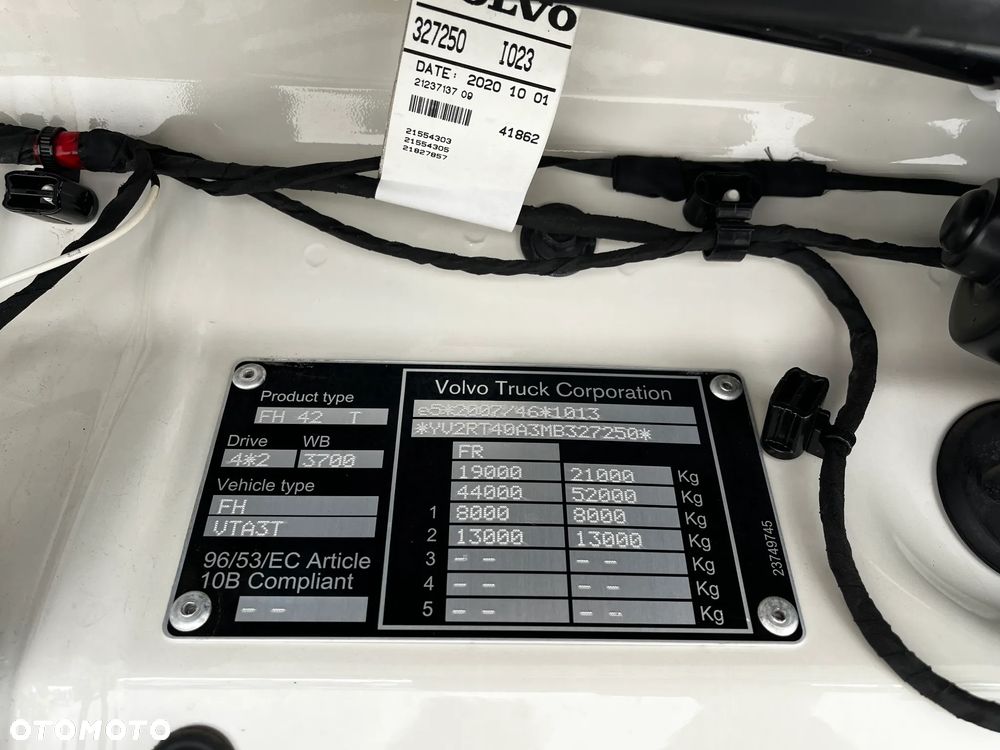 VOLVO
327250 I023
DATE: 2020 10 01
21237137 09
41862
21554303
21554305
21827857
Volvo Truck Corporation
Product type
FH 42 T
Drive WB
4*2 3700
Vehicle type
FH
VTA3T
96/53/EC Article
10B Compliant
-- --
e5*2007/46*1013
*YV2RT40A3MB327250*
FR
19000 21000 Kg
44000 52000 Kg
1 8000 8000 Kg
2 13000 13000 Kg
3 -- -- -- -- Kg
4 -- -- -- -- Kg
5 -- -- -- -- Kg
23749745
OTOMOTO